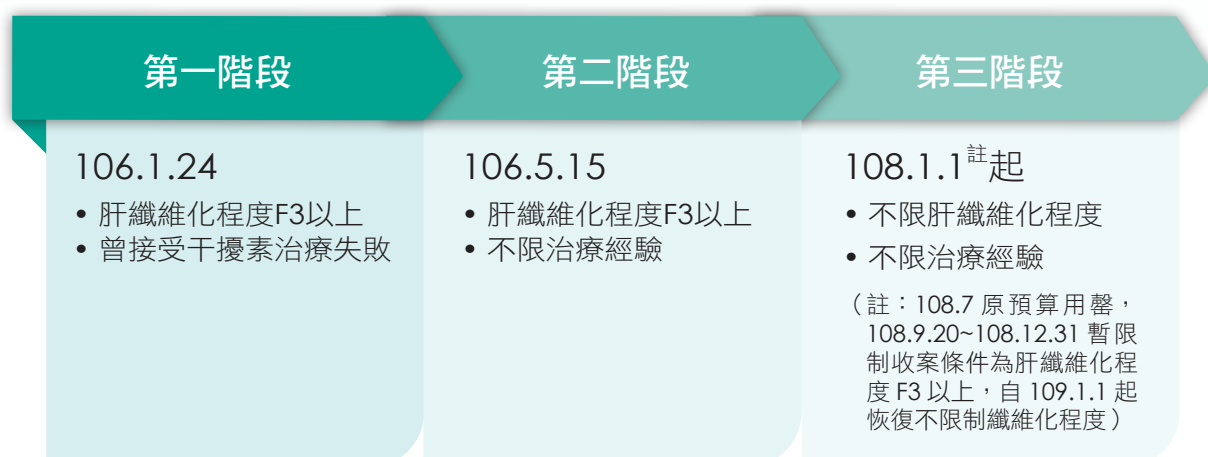 第一階段
106.1.24
• 肝纖維化程度F3以上
• 曾接受干擾素治療失敗
第二階段
106.5.15
• 肝纖維化程度F3以上
• 不限治療經驗
第三階段
108.1.1註起
• 不限肝纖維化程度
• 不限治療經驗
（註：108.7 原預算用罄，
108.9.20~108.12.31 暫限
制收案條件為肝纖維化程
度 F3 以上，自 109.1.1 起
恢復不限制纖維化程度）